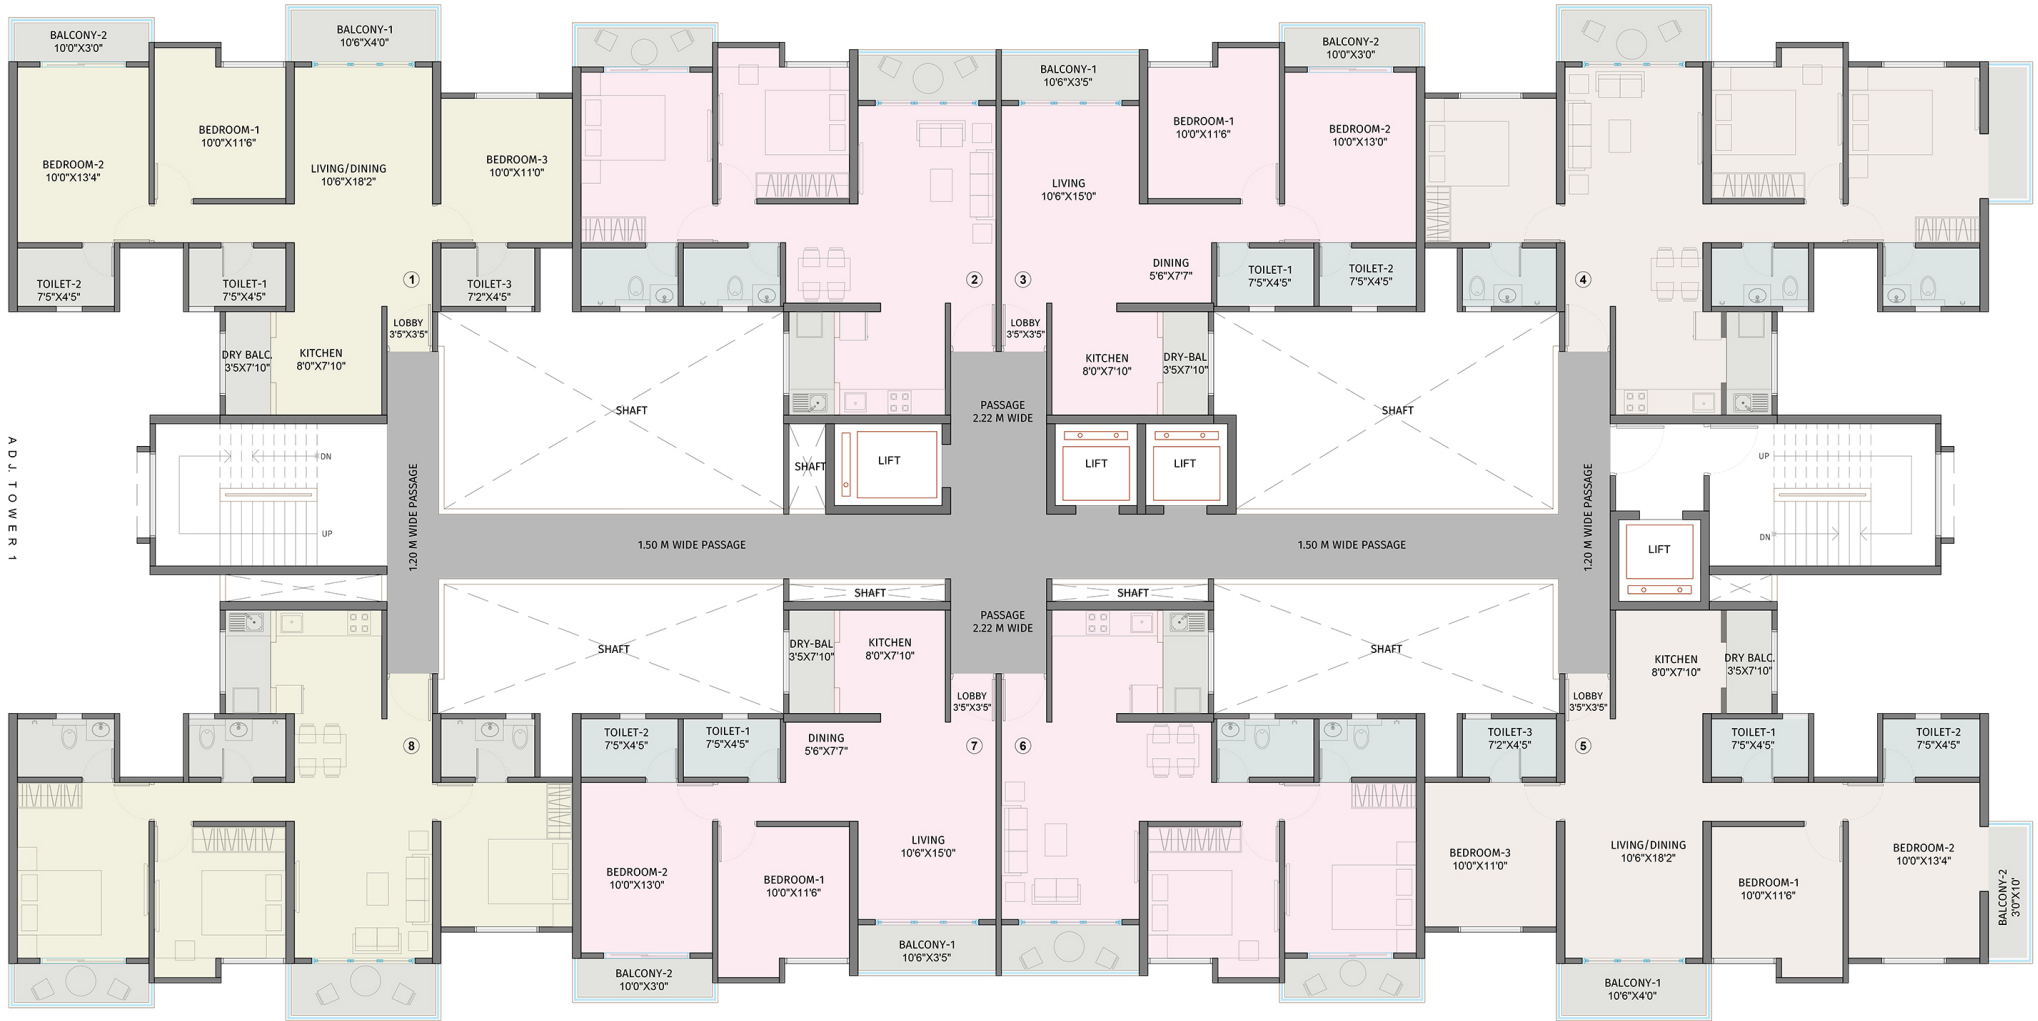 BALCONY-2
10'0"X3'0"
BALCONY-1
10'6"X4'0"
BEDROOM-2
10'0"X13'4"
BEDROOM-1
10'0"X11'6"
LIVING/DINING
10'6"X18'2"
BEDROOM-3
10'0"X11'0"
TOILET-2
7'5"X4'5"
TOILET-1
7'5"X4'5"
1
TOILET-3
7'2"X4'5"
LOBBY
3'5"X3'5"
DRY BALC.
3'5X7'10"
KITCHEN
8'0"X7'10"
2
BALCONY-1
10'6"X3'5"
BALCONY-2
10'0"X3'0"
BEDROOM-1
10'0"X11'6"
BEDROOM-2
10'0"X13'0"
LIVING
10'6"X15'0"
DINING
5'6"X7'7"
3
TOILET-1
7'5"X4'5"
TOILET-2
7'5"X4'5"
LOBBY
3'5"X3'5"
KITCHEN
8'0"X7'10"
DRY-BAL
3'5X7'10"
4
SHAFT
PASSAGE
2.22 M WIDE
SHAFT
ADJ. TOWER 1
DN
UP
1.20 M WIDE PASSAGE
SHAFT
LIFT
LIFT
LIFT
1.20 M WIDE PASSAGE
UP
DN
LIFT
1.50 M WIDE PASSAGE
1.50 M WIDE PASSAGE
SHAFT
SHAFT
PASSAGE
2.22 M WIDE
SHAFT
SHAFT
DRY-BAL
3'5X7'10"
KITCHEN
8'0"X7'10"
LOBBY
3'5"X3'5"
8
TOILET-2
7'5"X4'5"
TOILET-1
7'5"X4'5"
DINING
5'6"X7'7"
7
BEDROOM-2
10'0"X13'0"
BEDROOM-1
10'0"X11'6"
LIVING
10'6"X15'0"
BALCONY-2
10'0"X3'0"
BALCONY-1
10'6"X3'5"
6
KITCHEN
8'0"X7'10"
DRY BALC.
3'5X7'10"
LOBBY
3'5"X3'5"
TOILET-3
7'2"X4'5"
5
TOILET-1
7'5"X4'5"
TOILET-2
7'5"X4'5"
BEDROOM-3
10'0"X11'0"
LIVING/DINING
10'6"X18'2"
BEDROOM-1
10'0"X11'6"
BEDROOM-2
10'0"X13'4"
BALCONY-2
3'0"X10'
BALCONY-1
10'6"X4'0"